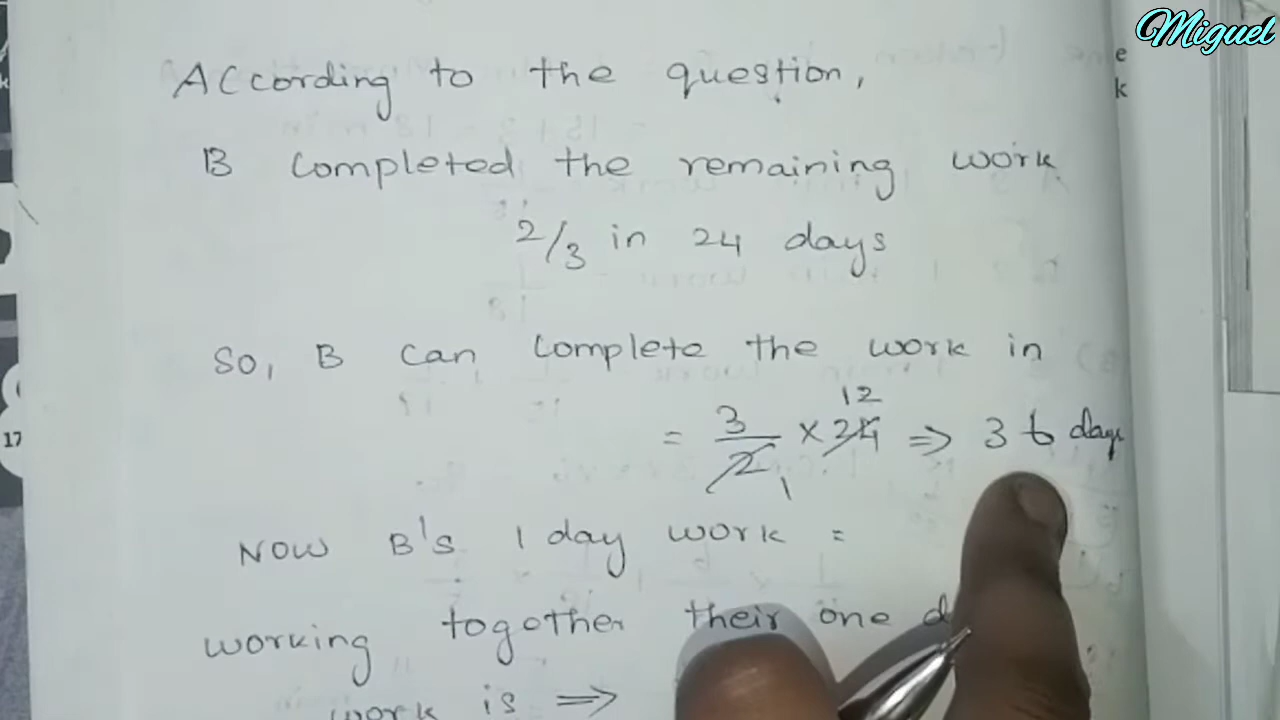 Miguel
According to the question,
B completed the remaining work
2/3 in 24 days
So, B can complete the work in
= 3/2 × 24 ⇒ 36 days
12
1
Now B's 1 day work =
working together their one d
work is ⇒
e
k
17
k